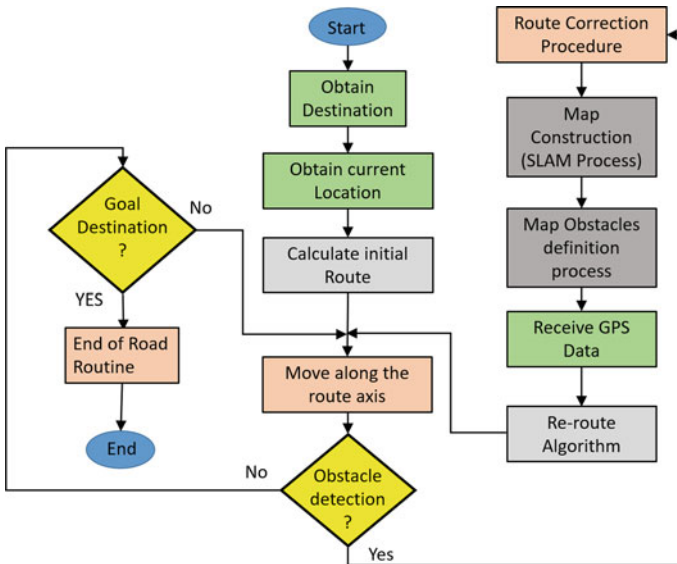 Start
Obtain
Destination
Obtain current
Location
Calculate initial
Route
Move along the
route axis
Obstacle
detection
?
No
Yes
Goal
Destination
?
No
YES
End of Road
Routine
End
Route Correction
Procedure
Map
Construction
(SLAM Process)
Map Obstacles
definition
process
Receive GPS
Data
Re-route
Algorithm